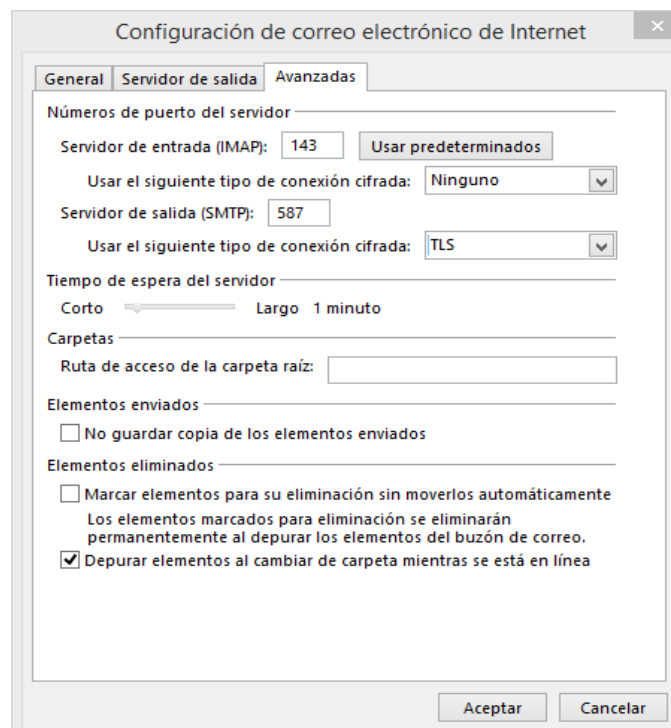 Configuración de correo electrónico de Internet
General
Servidor de salida
Avanzadas
Números de puerto del servidor
Servidor de entrada (IMAP): 143 Usar predeterminados
Usar el siguiente tipo de conexión cifrada: Ninguno
Servidor de salida (SMTP): 587
Usar el siguiente tipo de conexión cifrada: TLS
Tiempo de espera del servidor
Corto Largo 1 minuto
Carpetas
Ruta de acceso de la carpeta raíz:
Elementos enviados
No guardar copia de los elementos enviados
Elementos eliminados
Marcar elementos para su eliminación sin moverlos automáticamente
Los elementos marcados para eliminación se eliminarán
permanentemente al depurar los elementos del buzón de correo.
Depurar elementos al cambiar de carpeta mientras se está en línea
Aceptar Cancelar